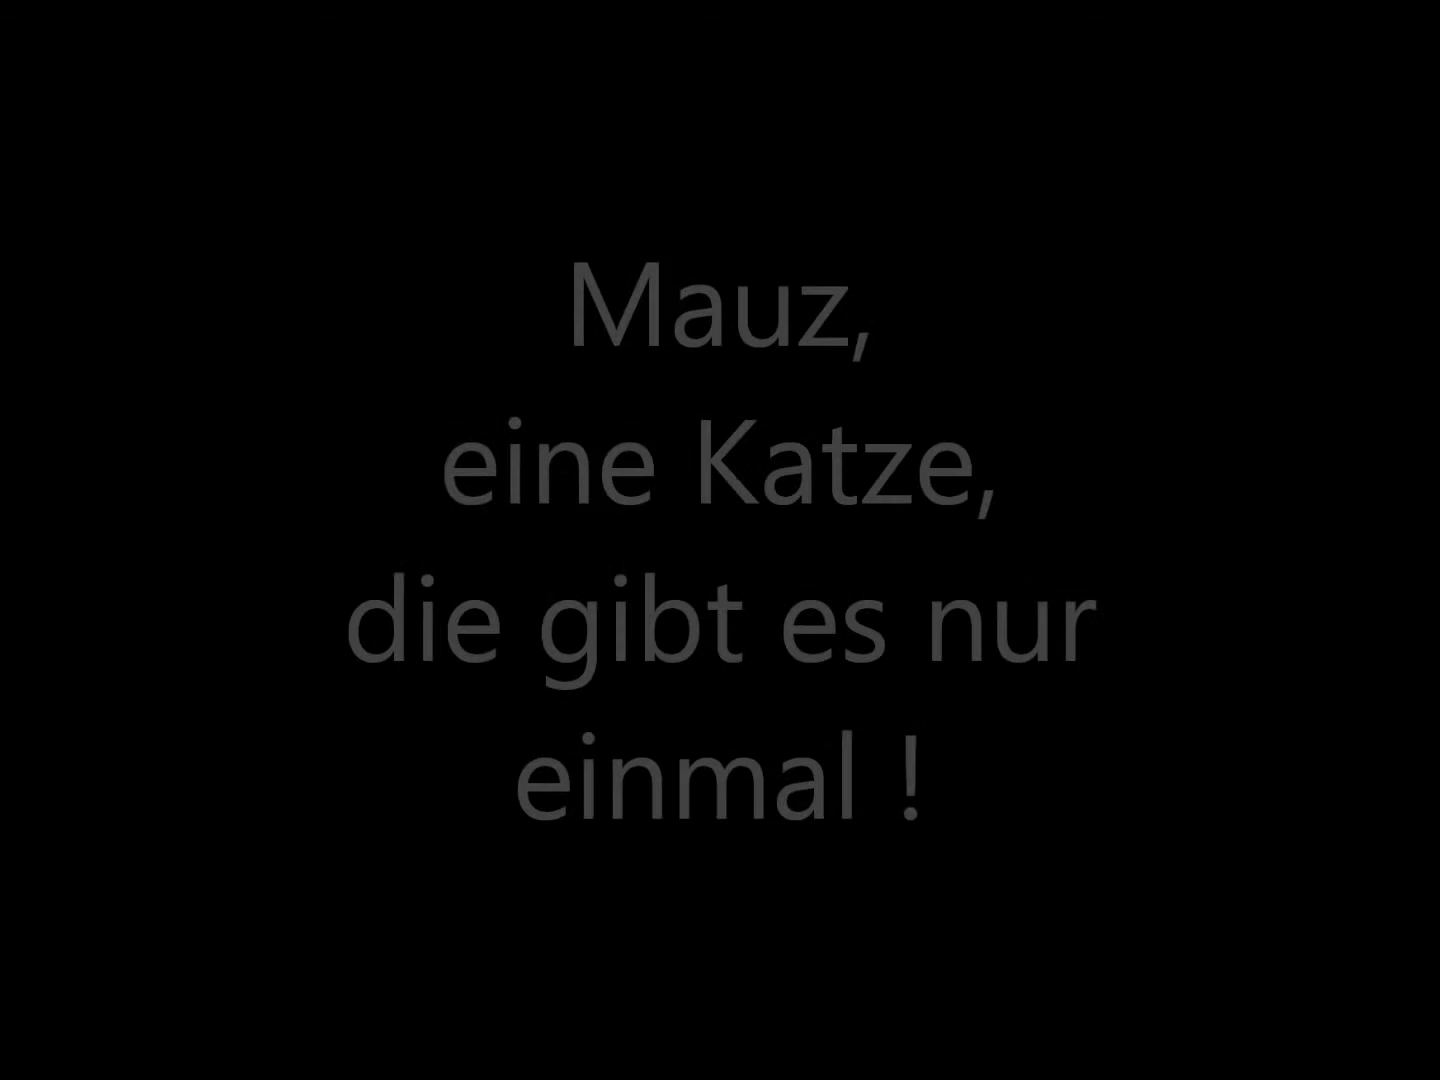 Mauz,
eine Katze,
die gibt es nur
einmal !